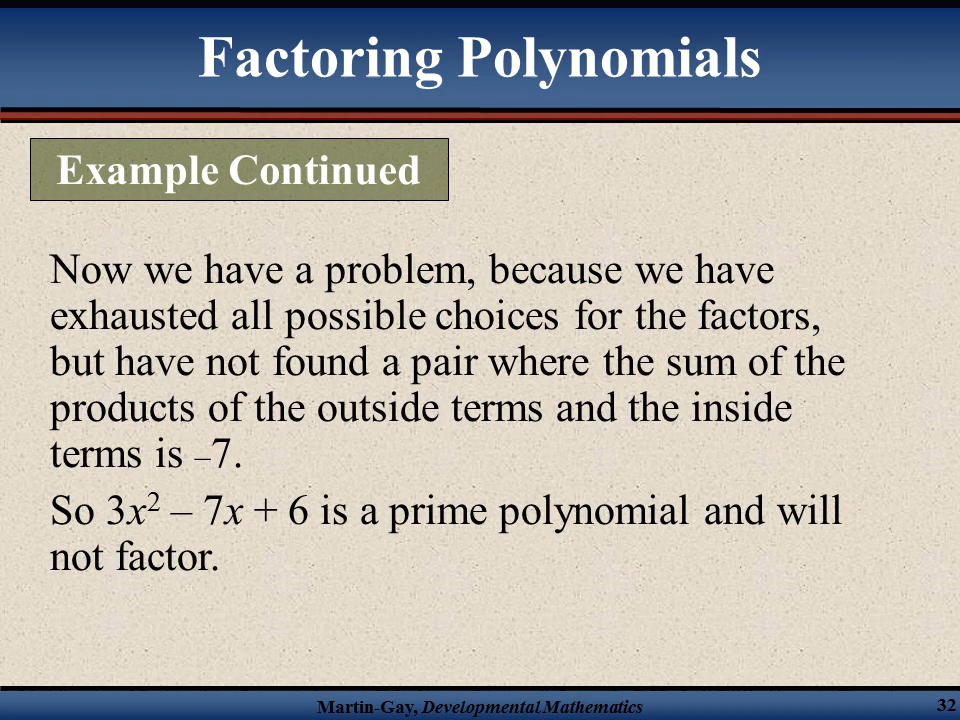 Factoring Polynomials
Example Continued
Now we have a problem, because we have
exhausted all possible choices for the factors,
but have not found a pair where the sum of the
products of the outside terms and the inside
terms is –7.
So 3x² – 7x + 6 is a prime polynomial and will
not factor.
Martin-Gay, Developmental Mathematics
32